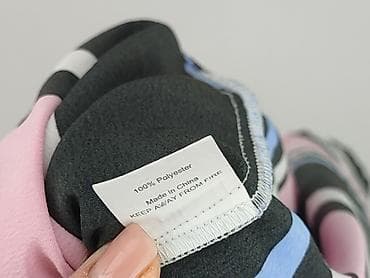 100% Polyester
Made in China
KEEP AWAY FROM FIRE